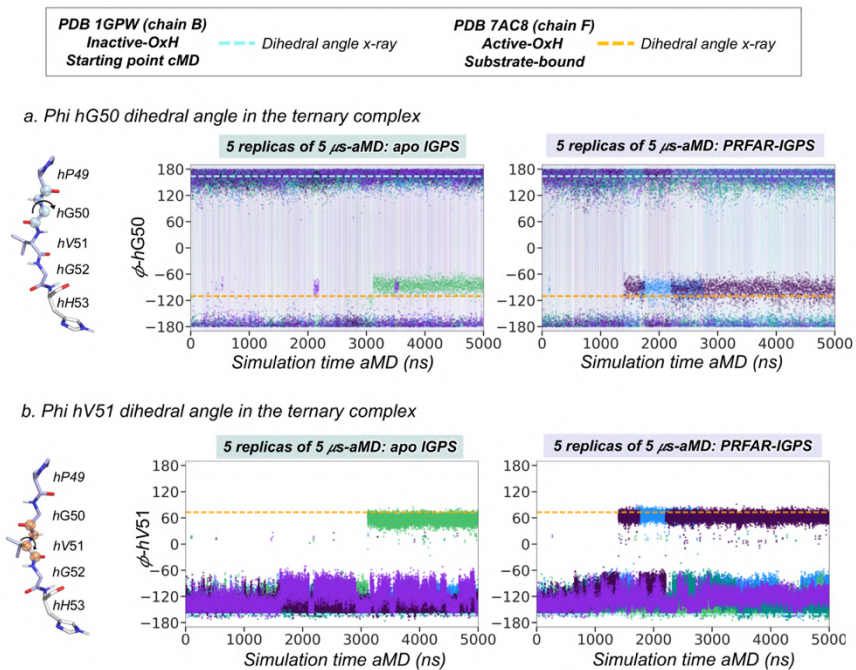 PDB 1GPW (chain B)
Inactive-OxH
Starting point cMD
Dihedral angle x-ray
PDB 7AC8 (chain F)
Active-OxH
Substrate-bound
Dihedral angle x-ray
a. Phi hG50 dihedral angle in the ternary complex
hP49
hG50
hV51
hG52
hH53
5 replicas of 5 μs-aMD: apo IGPS
ϕ-hG50
180
120
60
0
−60
−120
−180
0 1000 2000 3000 4000 5000
Simulation time aMD (ns)
5 replicas of 5 μs-aMD: PRFAR-IGPS
180
120
60
0
−60
−120
−180
0 1000 2000 3000 4000 5000
Simulation time aMD (ns)
b. Phi hV51 dihedral angle in the ternary complex
hP49
hG50
hV51
hG52
hH53
5 replicas of 5 μs-aMD: apo IGPS
ϕ-hV51
180
120
60
0
−60
−120
−180
0 1000 2000 3000 4000 5000
Simulation time aMD (ns)
5 replicas of 5 μs-aMD: PRFAR-IGPS
180
120
60
0
−60
−120
−180
0 1000 2000 3000 4000 5000
Simulation time aMD (ns)